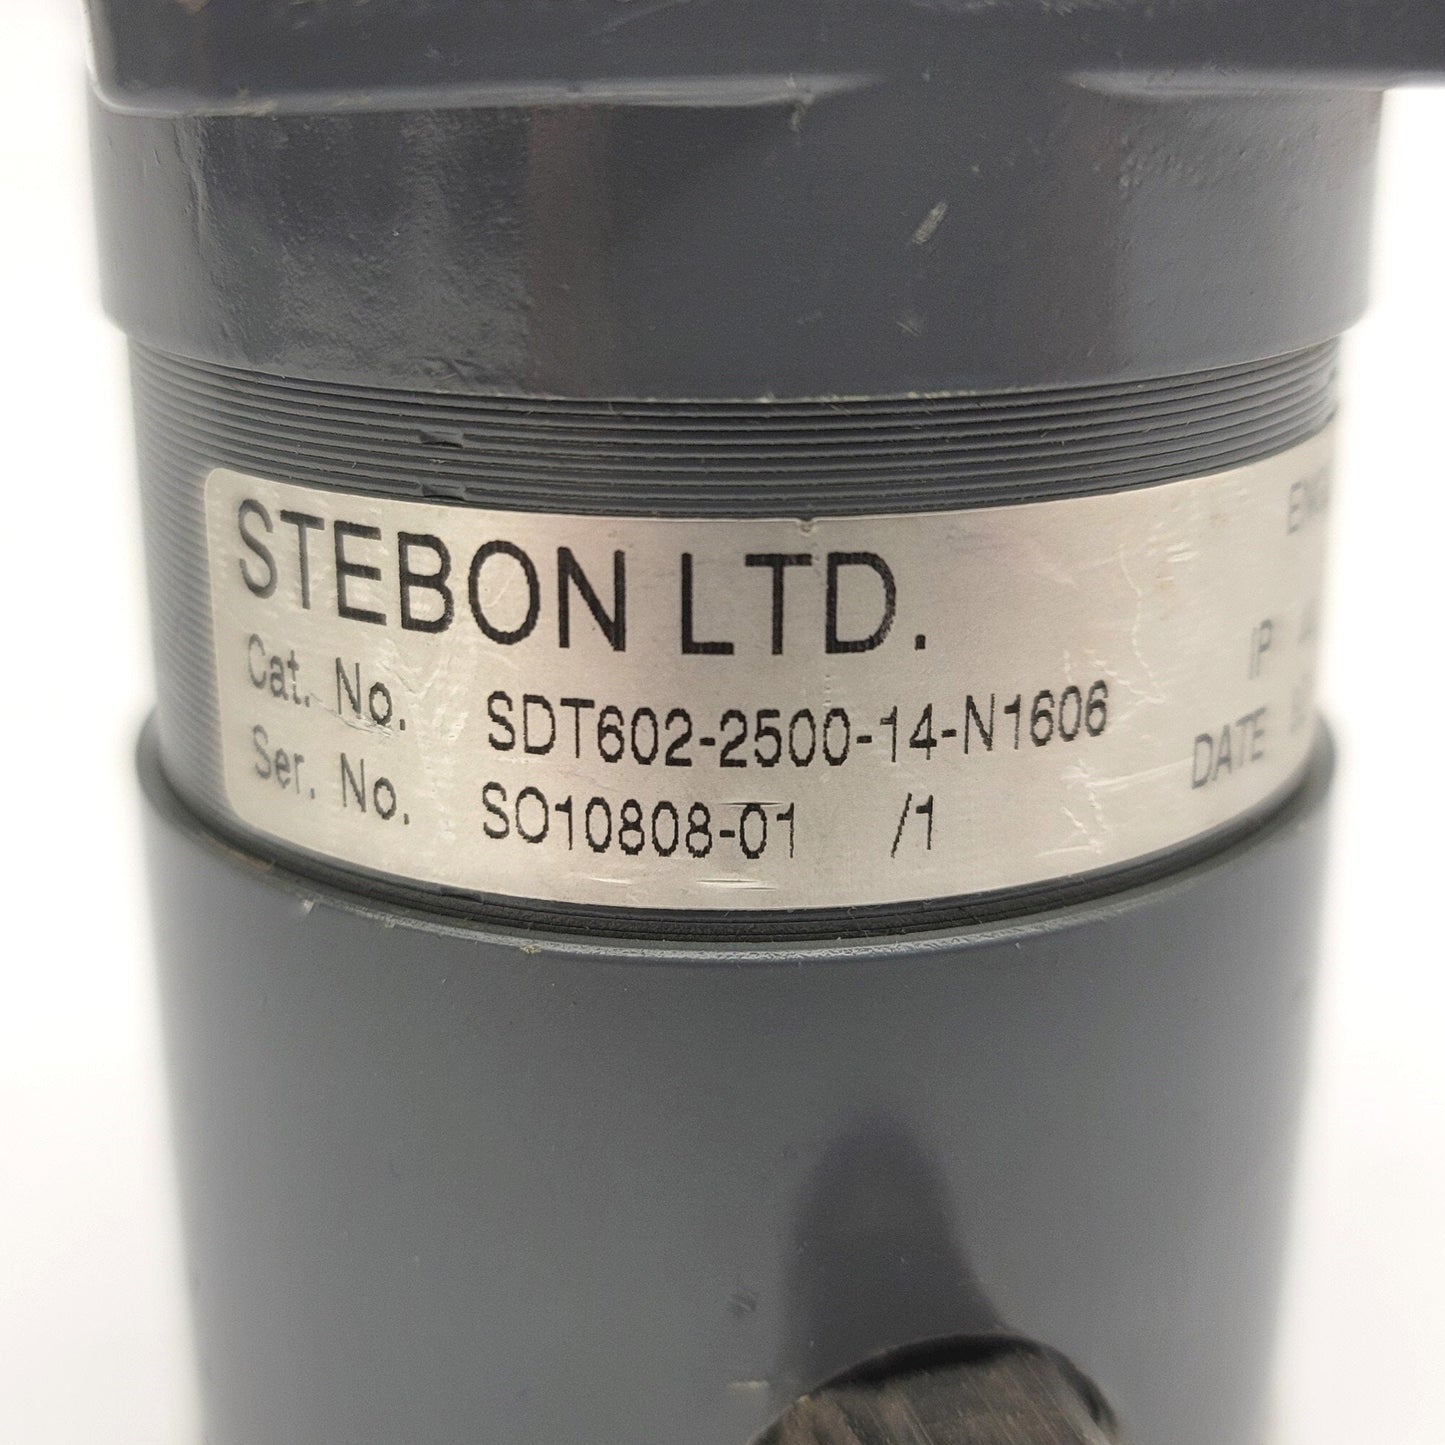 STEBON LTD.
Cat. No. SDT602-2500-14-N1606
Ser. No. SO10808-01 /1
IP
DATE